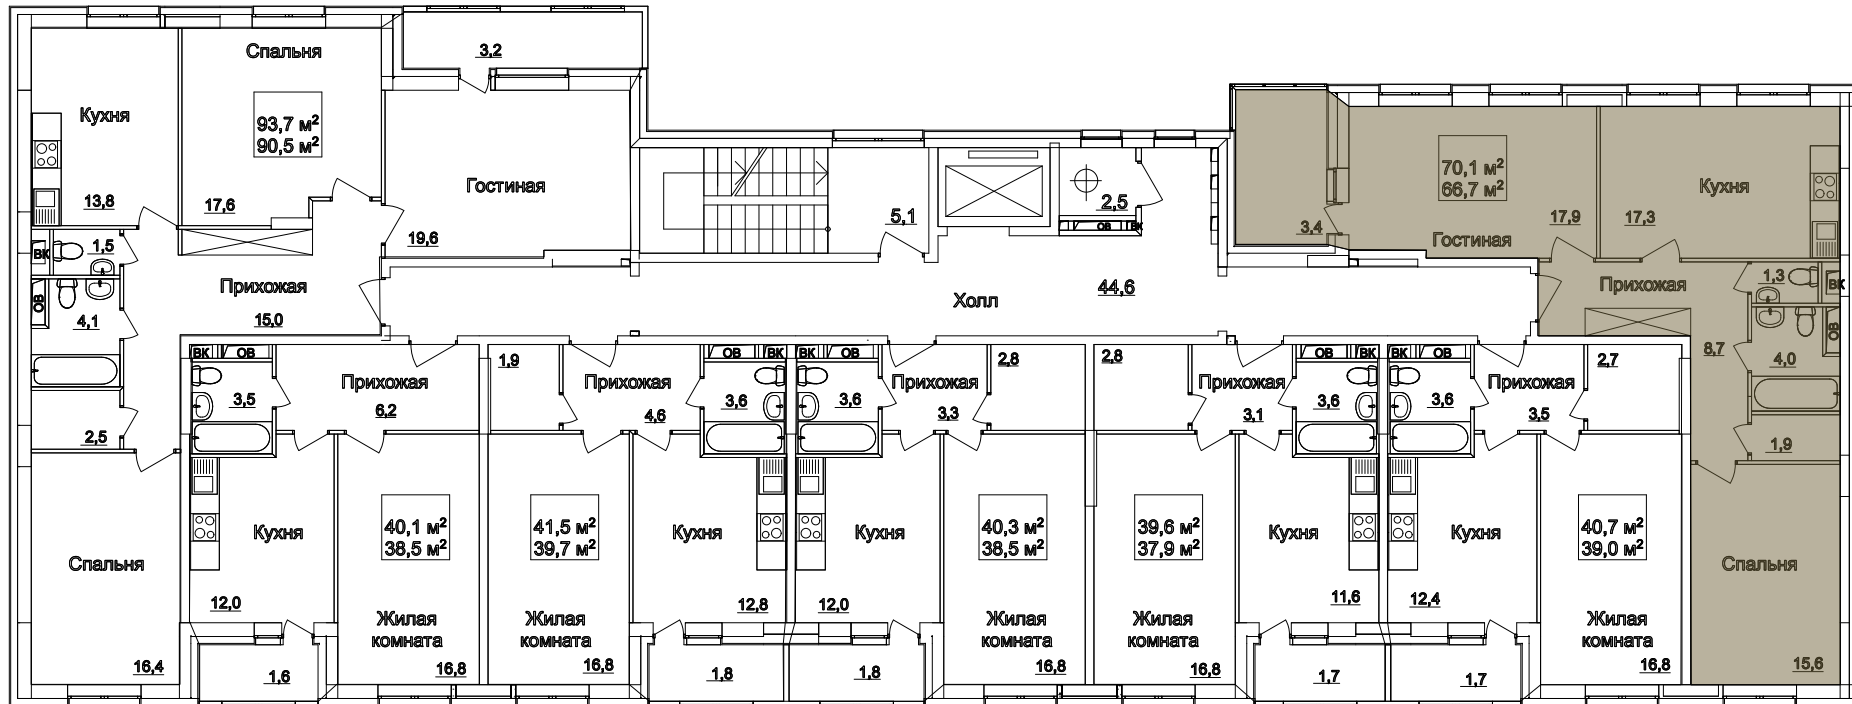 Спальня
3,2
Кухня
93,7 м²
90,5 м²
Гостиная
13,8
17,6
19,6
5,1
2,5
ОВ
ВК
70,1 м²
66,7 м²
Кухня
3,4
17,9
17,3
Гостиная
ВК
1,5
ОВ
4,1
Прихожая
15,0
Холл
44,6
Прихожая
1,3
ВК
ОВ
8,7
4,0
1,9
2,5
ВК
ОВ
3,5
Прихожая
6,2
1,9
Прихожая
4,6
ОВ
ВК
3,6
ВК
ОВ
3,6
Прихожая
3,3
2,8
2,8
Прихожая
3,1
ОВ
ВК
3,6
ВК
ОВ
3,6
Прихожая
3,5
2,7
Спальня
16,4
Кухня
12,0
40,1 м²
38,5 м²
Жилая
комната
16,8
1,6
41,5 м²
39,7 м²
Жилая
комната
16,8
Кухня
12,8
1,8
Кухня
12,0
1,8
40,3 м²
38,5 м²
Жилая
комната
16,8
39,6 м²
37,9 м²
Жилая
комната
16,8
Кухня
11,6
1,7
Кухня
12,4
1,7
40,7 м²
39,0 м²
Жилая
комната
16,8
Спальня
15,6